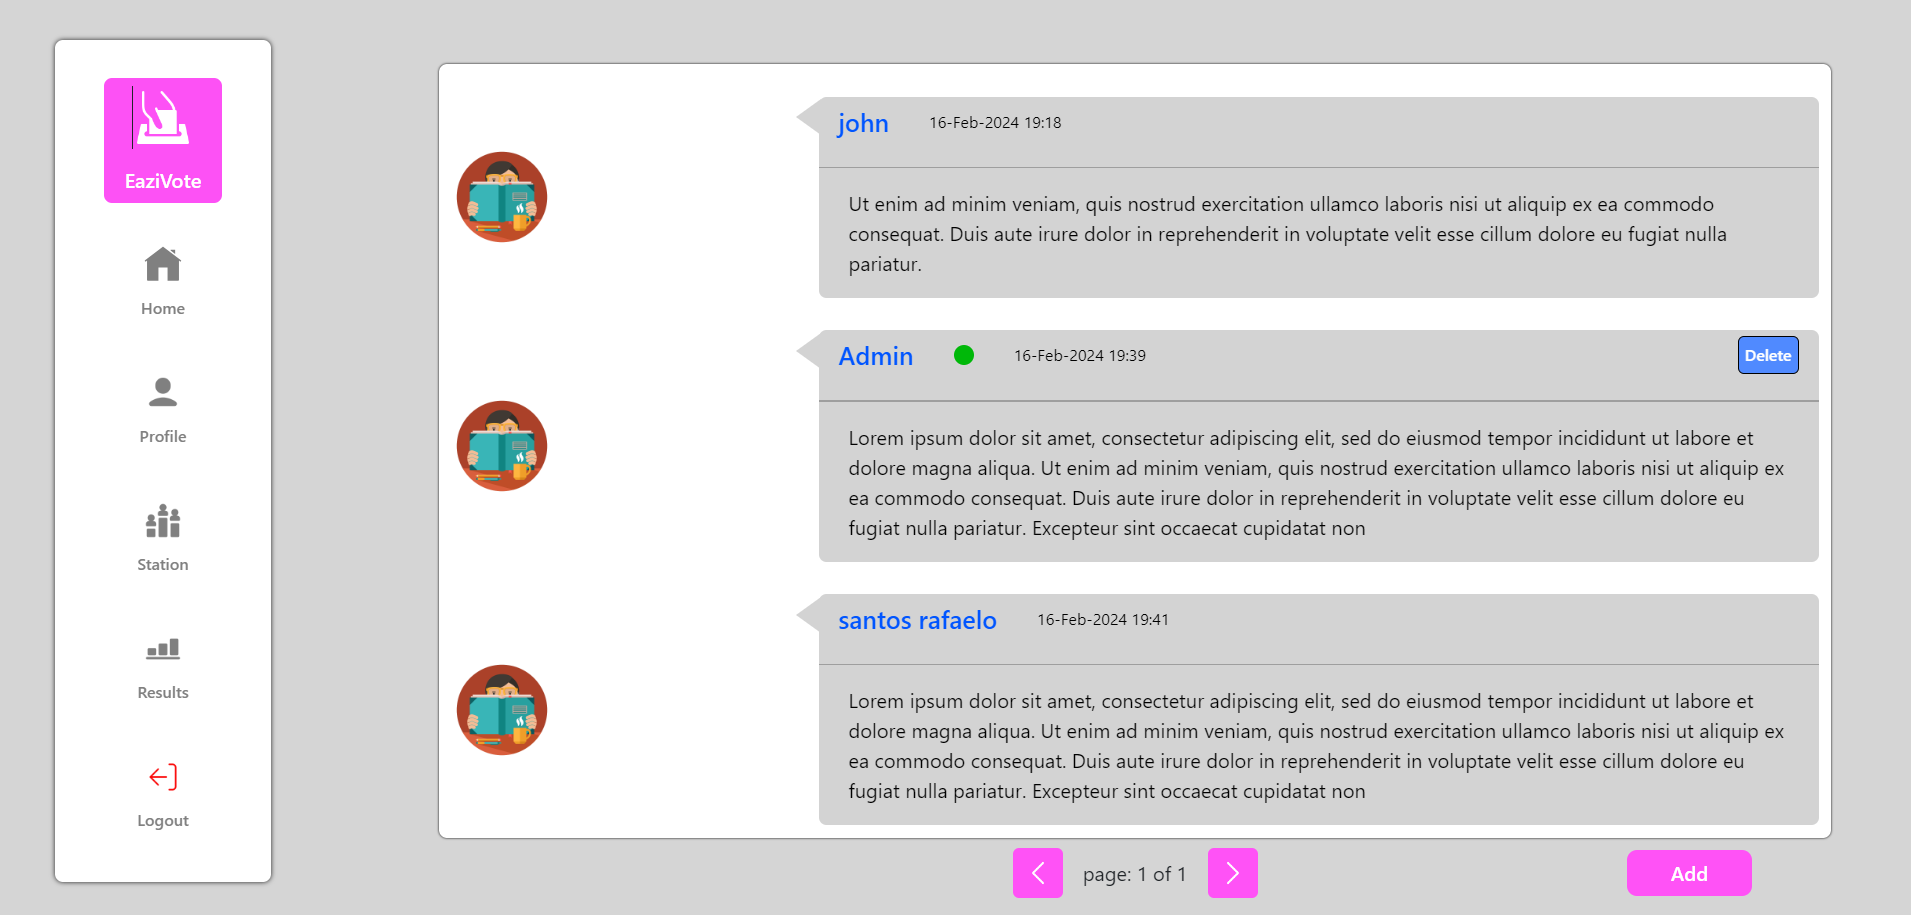 EaziVote
Home
Profile
Station
Results
Logout
john 16-Feb-2024 19:18
Ut enim ad minim veniam, quis nostrud exercitation ullamco laboris nisi ut aliquip ex ea commodo
consequat. Duis aute irure dolor in reprehenderit in voluptate velit esse cillum dolore eu fugiat nulla
pariatur.
Admin 16-Feb-2024 19:39 Delete
Lorem ipsum dolor sit amet, consectetur adipiscing elit, sed do eiusmod tempor incididunt ut labore et
dolore magna aliqua. Ut enim ad minim veniam, quis nostrud exercitation ullamco laboris nisi ut aliquip ex
ea commodo consequat. Duis aute irure dolor in reprehenderit in voluptate velit esse cillum dolore eu
fugiat nulla pariatur. Excepteur sint occaecat cupidatat non
santos rafaelo 16-Feb-2024 19:41
Lorem ipsum dolor sit amet, consectetur adipiscing elit, sed do eiusmod tempor incididunt ut labore et
dolore magna aliqua. Ut enim ad minim veniam, quis nostrud exercitation ullamco laboris nisi ut aliquip ex
ea commodo consequat. Duis aute irure dolor in reprehenderit in voluptate velit esse cillum dolore eu
fugiat nulla pariatur. Excepteur sint occaecat cupidatat non
page: 1 of 1
Add